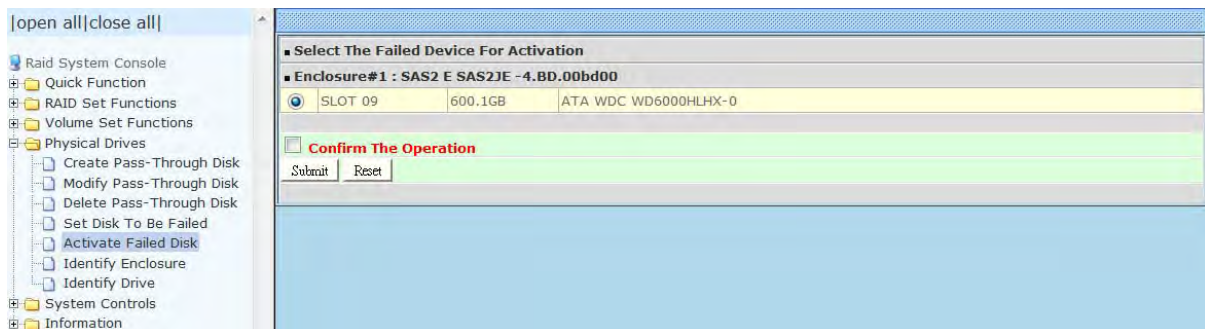 |open all|close all|
Raid System Console
Quick Function
RAID Set Functions
Volume Set Functions
Physical Drives
Create Pass-Through Disk
Modify Pass-Through Disk
Delete Pass-Through Disk
Set Disk To Be Failed
Activate Failed Disk
Identify Enclosure
Identify Drive
System Controls
Information
Select The Failed Device For Activation
Enclosure#1 : SAS2 E SAS2JE -4.BD.00bd00
SLOT 09 600.1GB ATA WDC WD6000HLHX-0
Confirm The Operation
Submit Reset